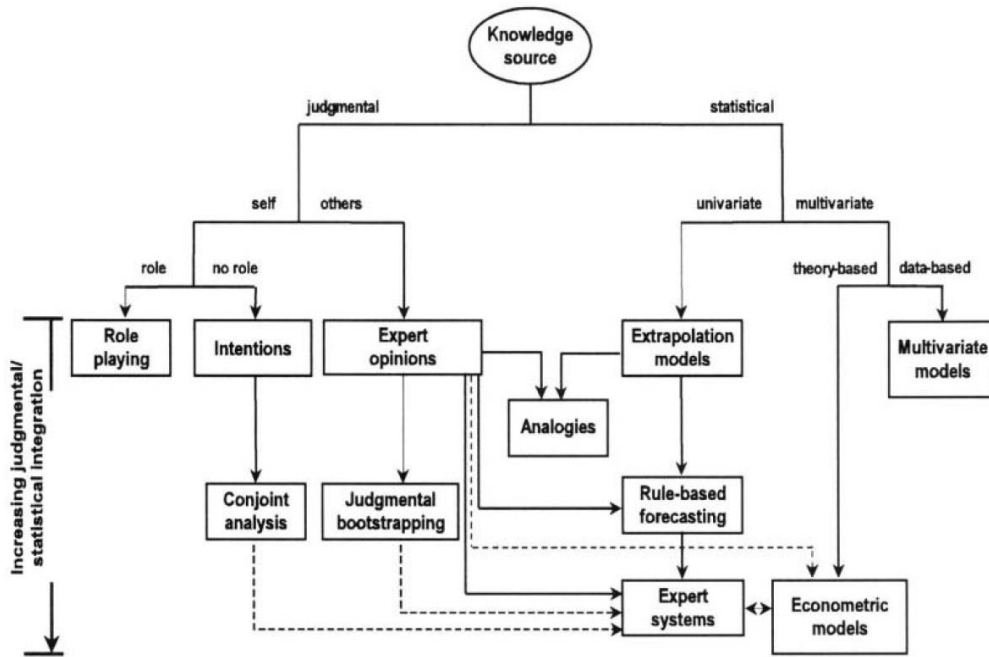 Knowledge
source
judgmental
statistical
self
others
univariate
multivariate
role
no role
theory-based
data-based
Role
playing
Intentions
Expert
opinions
Extrapolation
models
Multivariate
models
Analogies
Increasing judgmental/
statistical integration
Conjoint
analysis
Judgmental
bootstrapping
Rule-based
forecasting
Expert
systems
Econometric
models